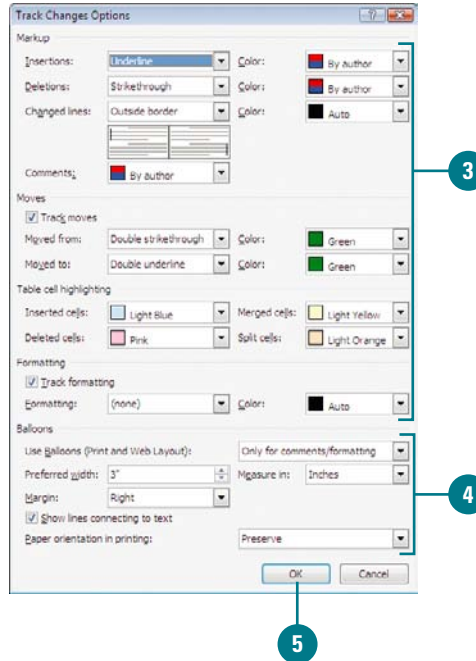 Track Changes Options
Markup
Insertions: Underline Color: By author
Deletions: Strikethrough Color: By author
Changed lines: Outside border Color: Auto
Comments: By author
3
Moves
Track moves
Moved from: Double strikethrough Color: Green
Moved to: Double underline Color: Green
Table cell highlighting
Inserted cells: Light Blue Merged cells: Light Yellow
Deleted cells: Pink Split cells: Light Orange
Formatting
Track formatting
Formatting: (none) Color: Auto
Balloons
Use Balloons (Print and Web Layout): Only for comments/formatting
Preferred width: 3" Measure in: Inches
4
Margin: Right
Show lines connecting to text
Paper orientation in printing: Preserve
OK Cancel
5